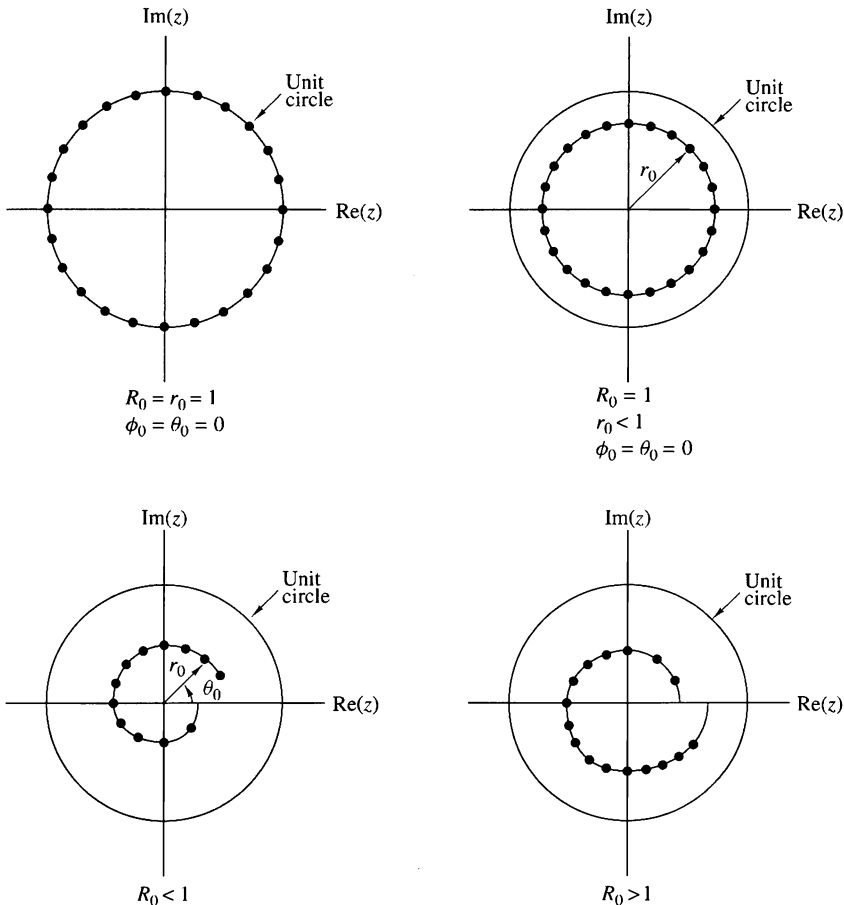 Im(z)
Unit
circle
Re(z)
R₀ = r₀ = 1
ϕ₀ = θ₀ = 0
Im(z)
Unit
circle
r₀
Re(z)
R₀ = 1
r₀ < 1
ϕ₀ = θ₀ = 0
Im(z)
Unit
circle
r₀
θ₀
Re(z)
R₀ < 1
Im(z)
Unit
circle
Re(z)
R₀ > 1